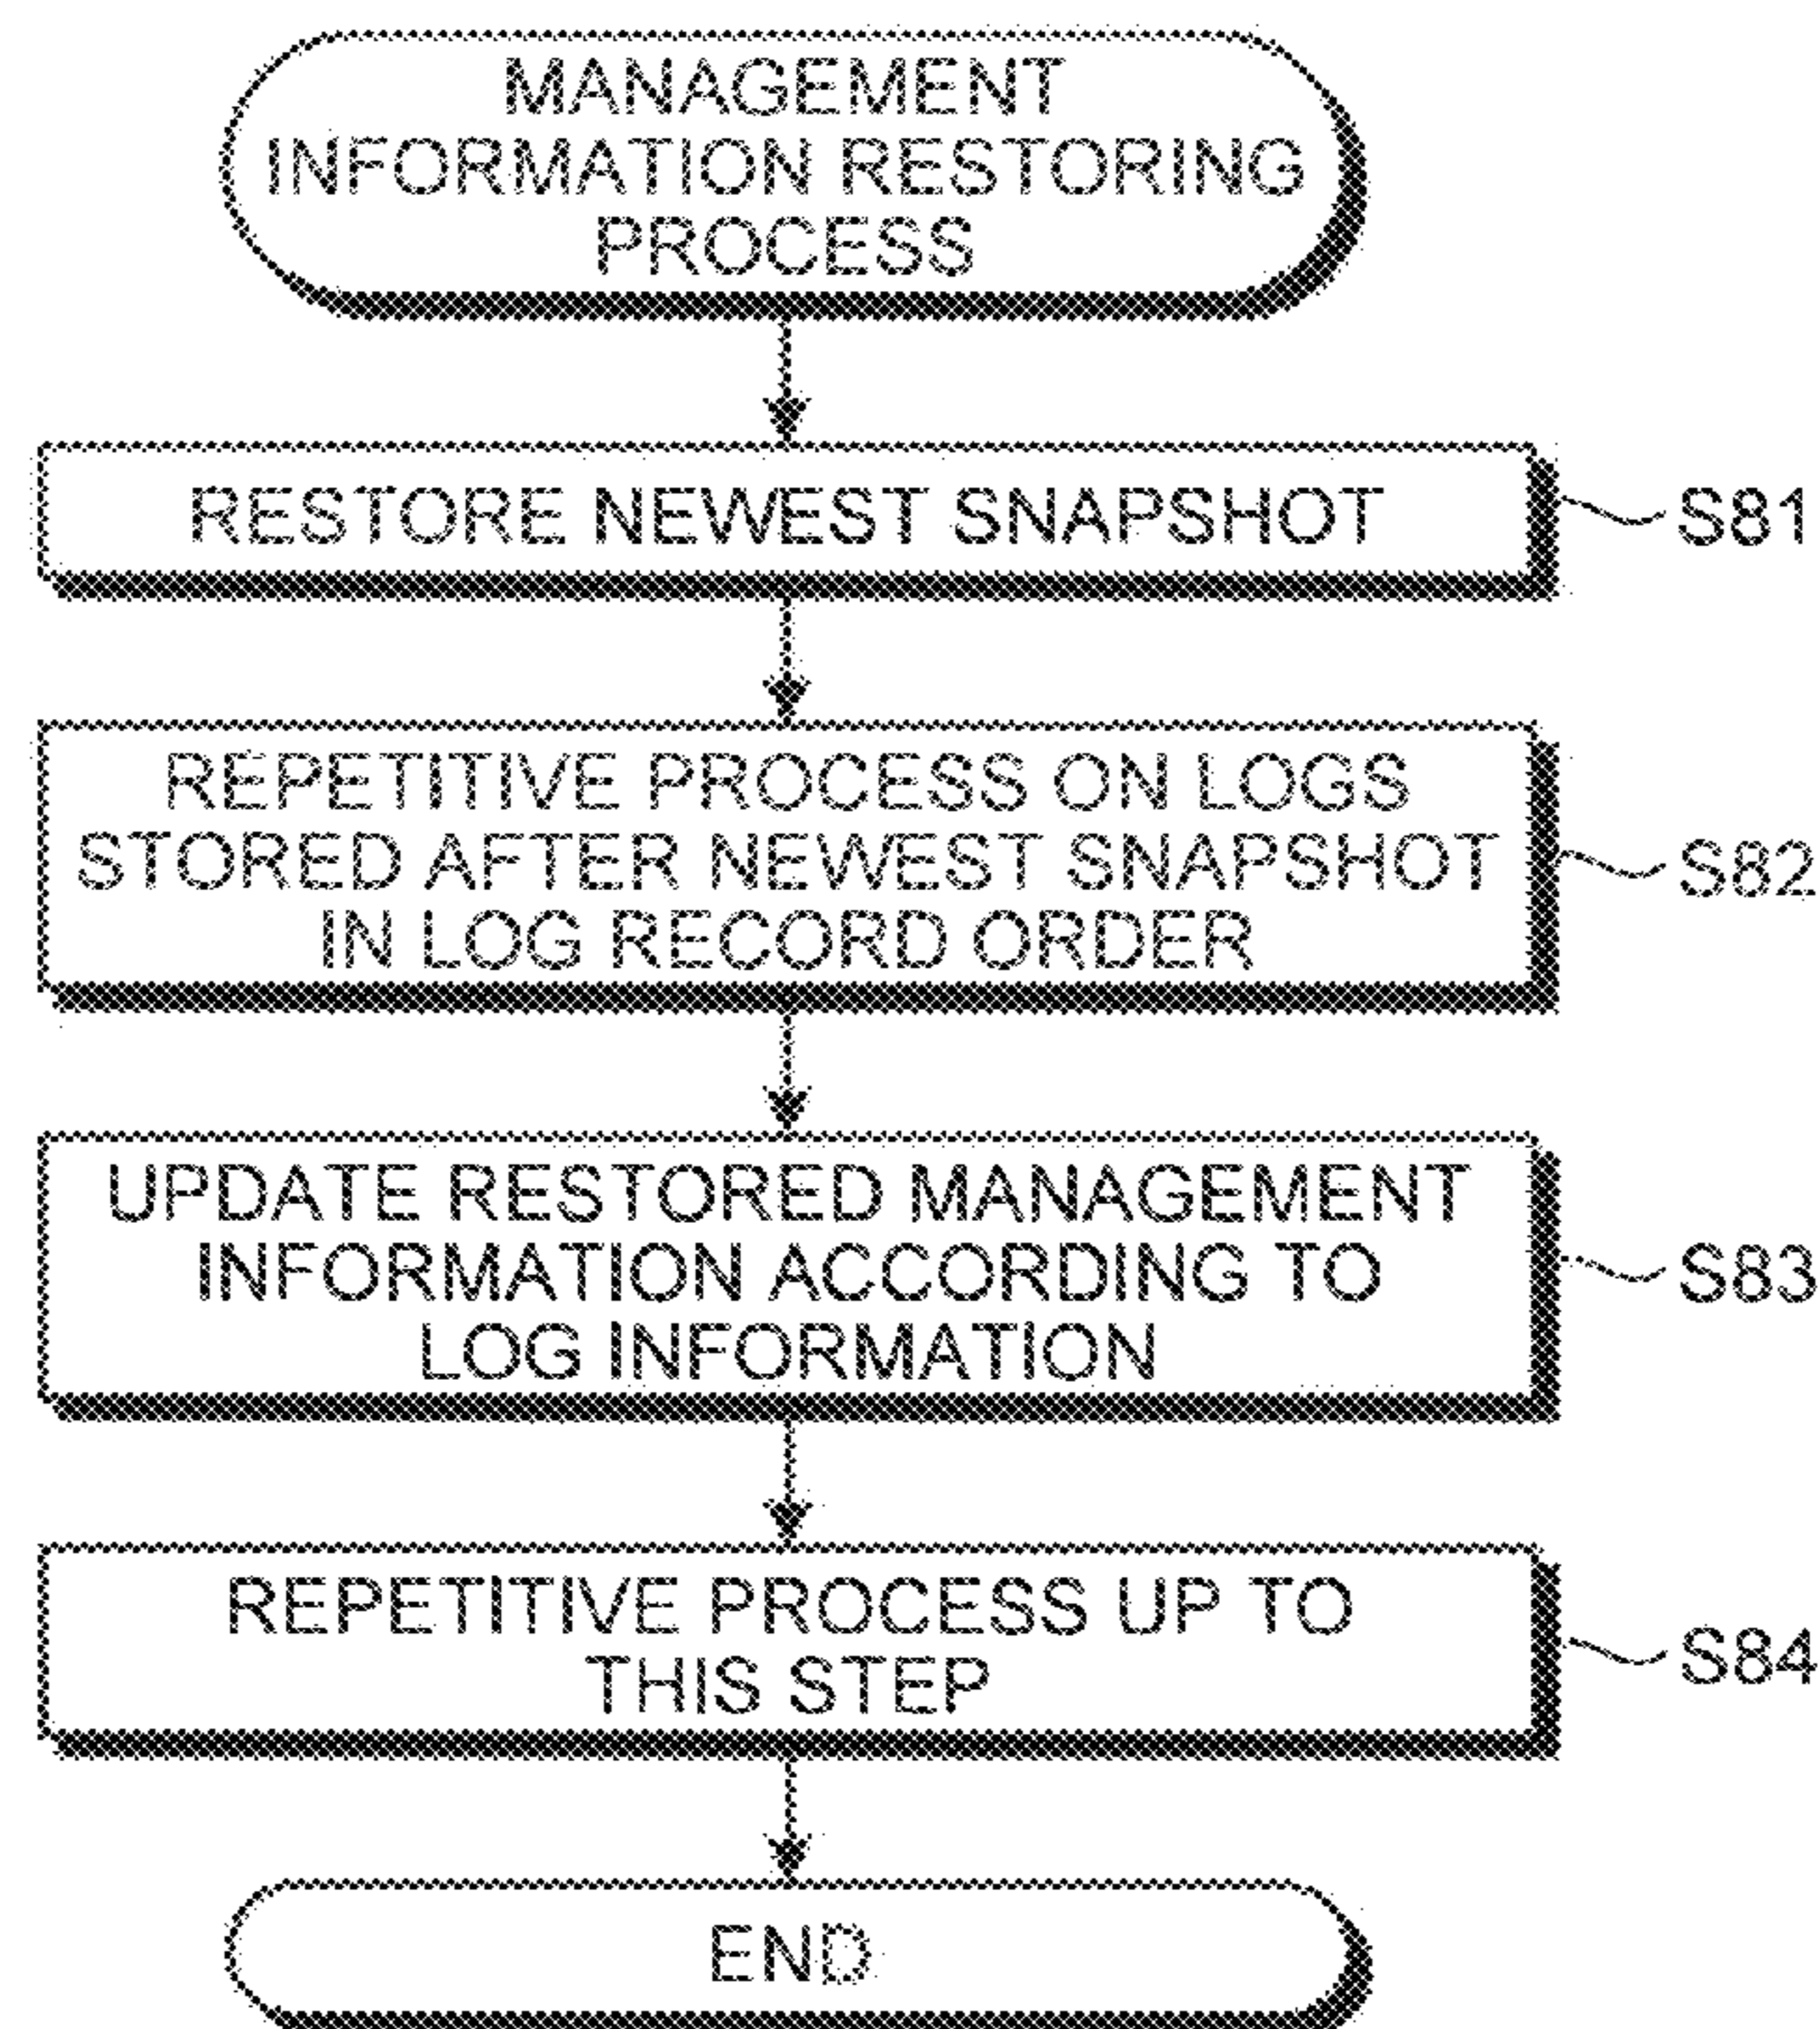 MANAGEMENT
INFORMATION RESTORING
PROCESS
RESTORE NEWEST SNAPSHOT
S81
REPETITIVE PROCESS ON LOGS
STORED AFTER NEWEST SNAPSHOT
IN LOG RECORD ORDER
S82
UPDATE RESTORED MANAGEMENT
INFORMATION ACCORDING TO
LOG INFORMATION
S83
REPETITIVE PROCESS UP TO
THIS STEP
S84
END